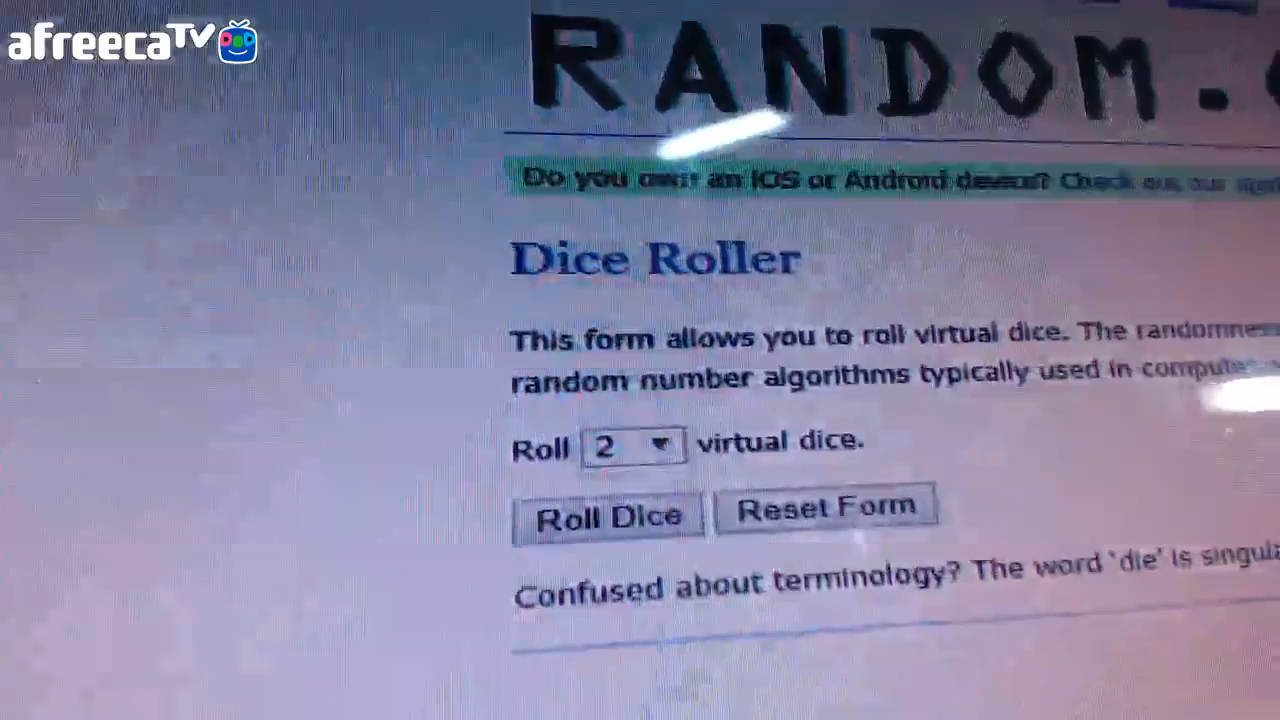 afreecaTV
RANDOM.
Do you own an iOS or Android device? Check out our
Dice Roller
This form allows you to roll virtual dice. The randomness
random number algorithms typically used in computer
Roll 2 virtual dice.
Roll Dice Reset Form
Confused about terminology? The word 'die' is singula